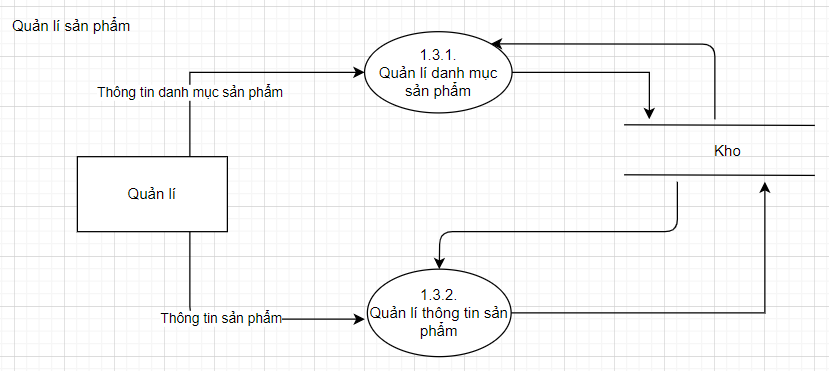 Quản lí sản phẩm
1.3.1.
Quản lí danh mục
sản phẩm
Thông tin danh mục sản phẩm
Kho
Quản lí
1.3.2.
Quản lí thông tin sản
phẩm
Thông tin sản phẩm